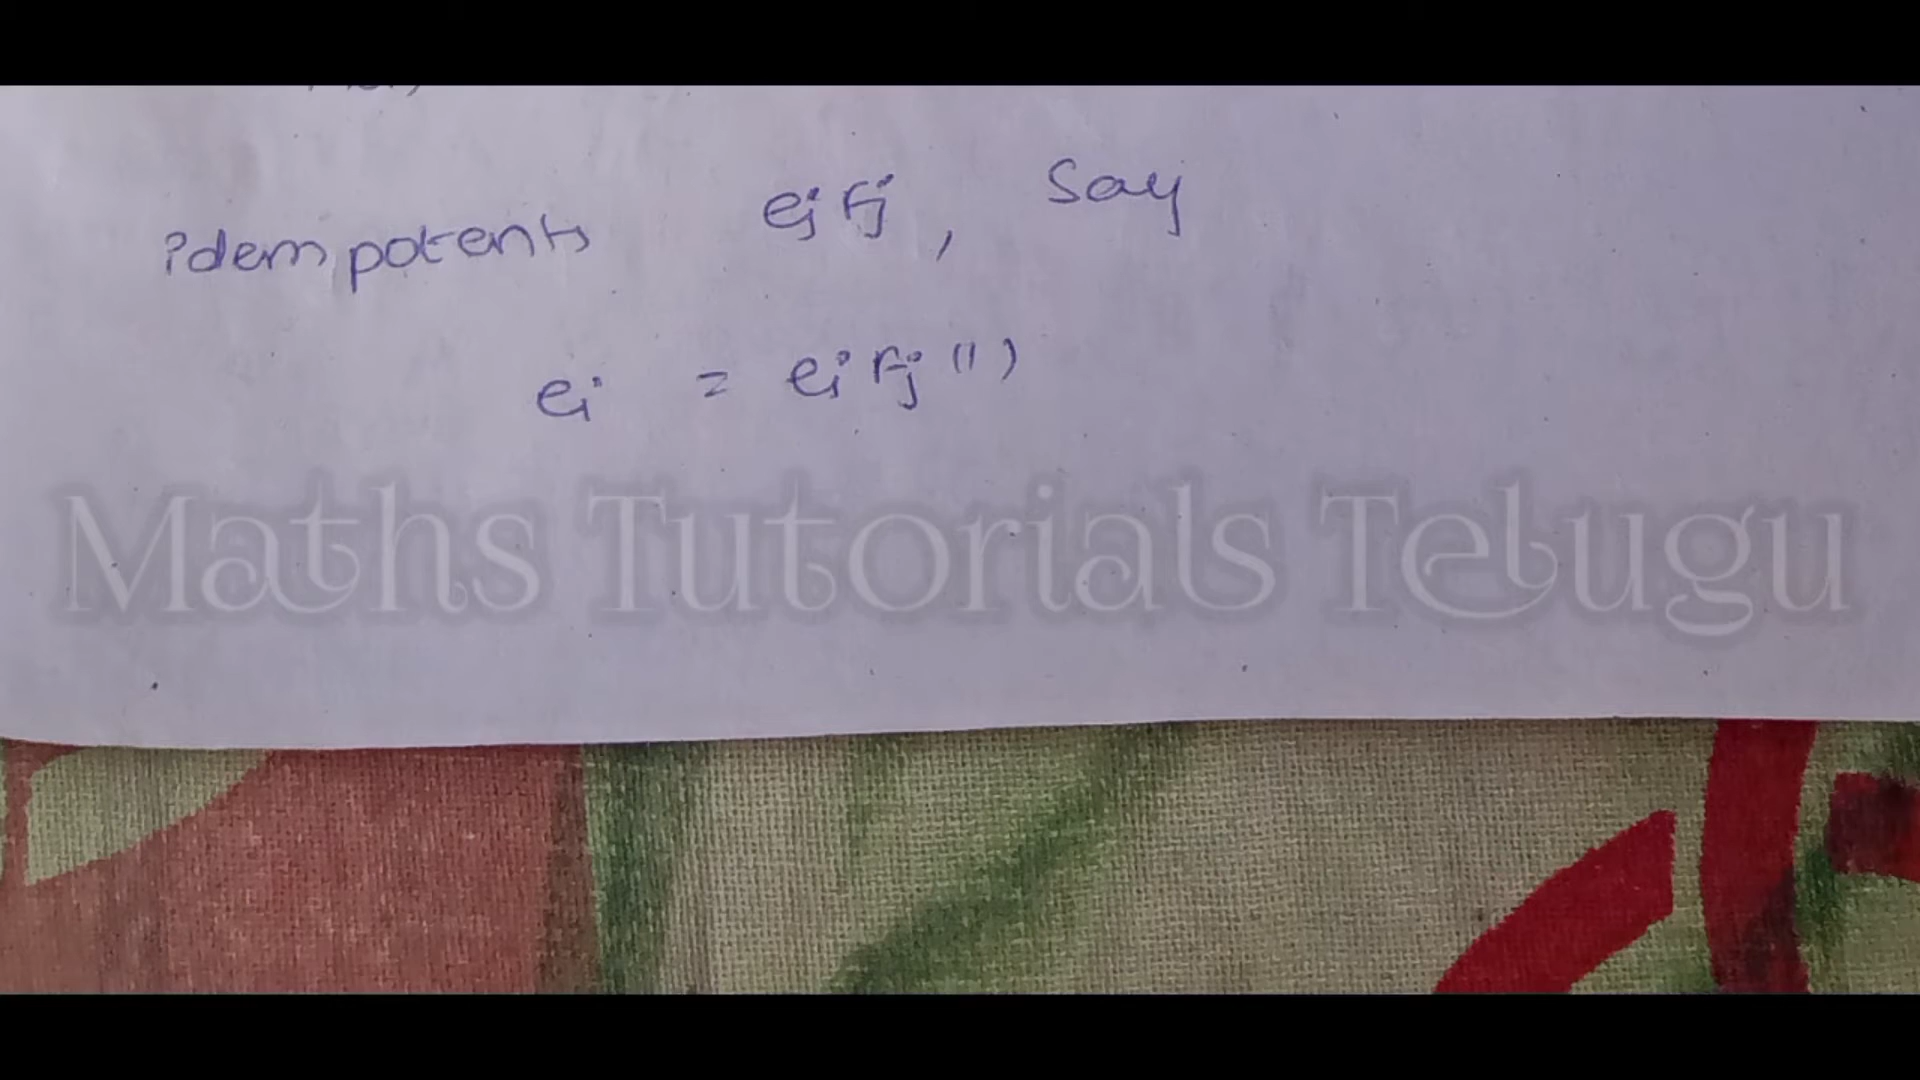 idempotents eifj, say
ei = eifj(1)
Maths Tutorials Telugu